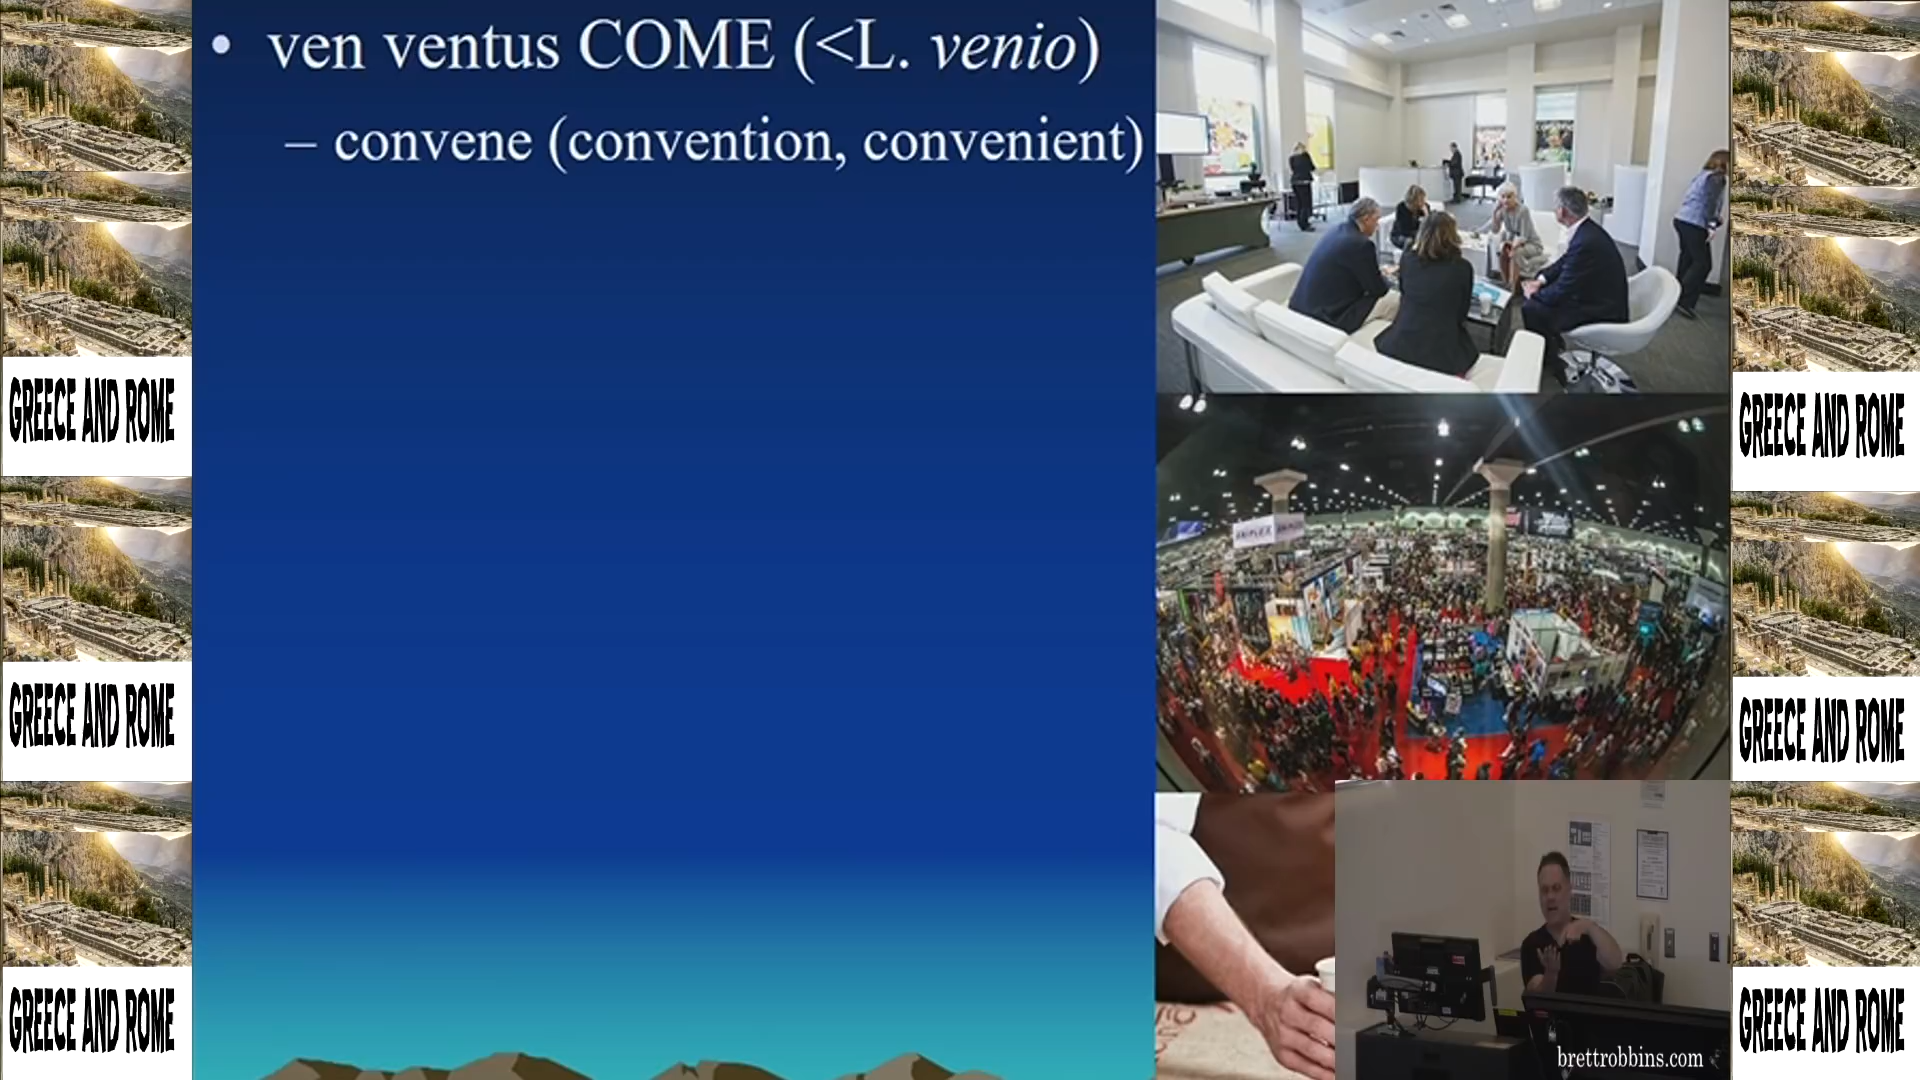 • ven ventus COME (<L. venio)
– convene (convention, convenient)
GREECE AND ROME
GREECE AND ROME
GREECE AND ROME
GREECE AND ROME
GREECE AND ROME
GREECE AND ROME
brettrobbins.com